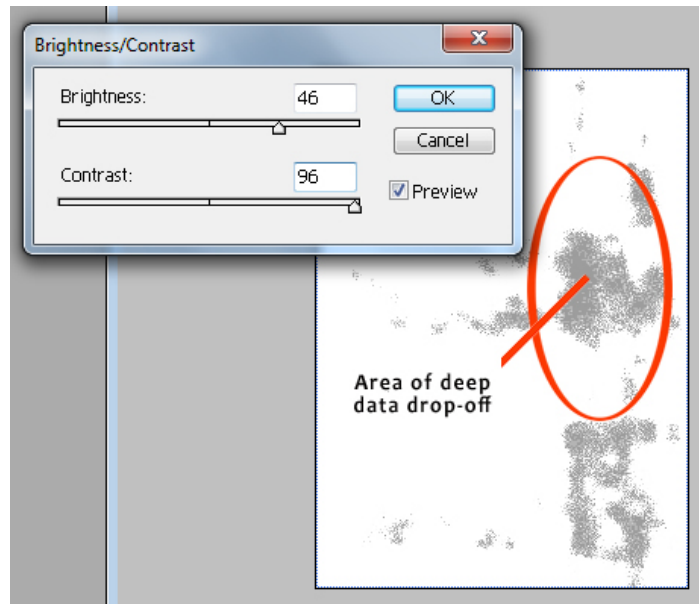 Brightness/Contrast
Brightness: 46
OK
Cancel
Contrast: 96
Preview
Area of deep
data drop-off